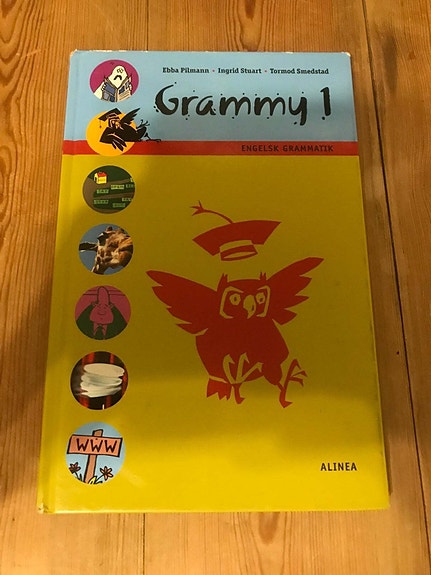 Ebba Pilmann - Ingrid Stuart - Tormod Smedstad
Grammy 1
ENGELSK GRAMMATIK
WWW
ALINEA